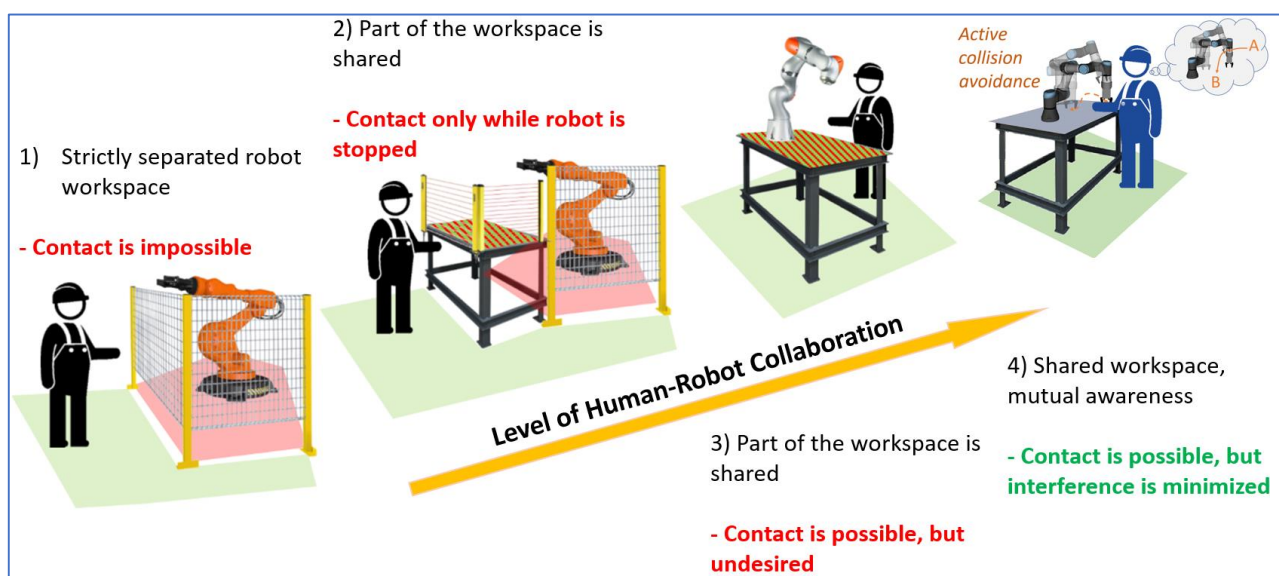 1) Strictly separated robot
workspace
- Contact is impossible
2) Part of the workspace is
shared
- Contact only while robot is
stopped
Level of Human-Robot Collaboration
3) Part of the workspace is
shared
- Contact is possible, but
undesired
Active
collision
avoidance
A
B
4) Shared workspace,
mutual awareness
- Contact is possible, but
interference is minimized